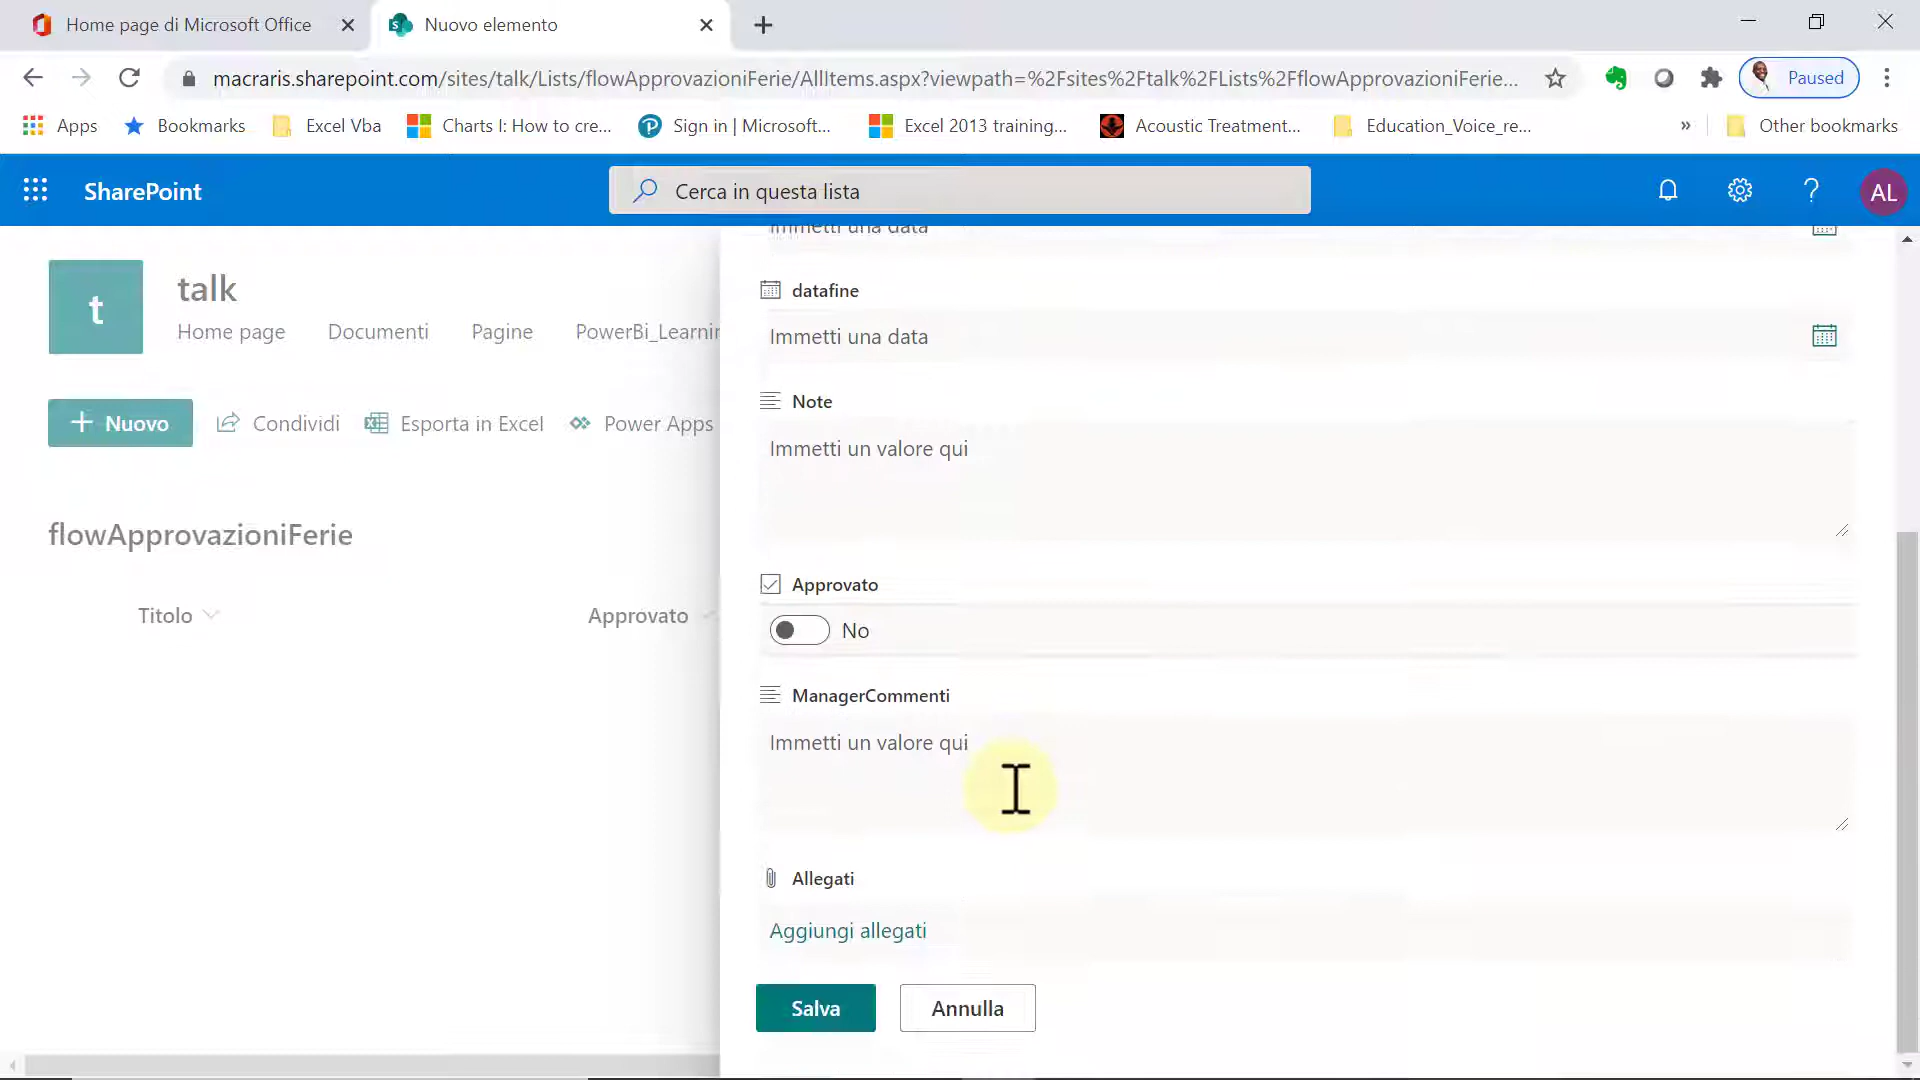 Home page di Microsoft Office
Nuovo elemento
macraris.sharepoint.com/sites/talk/Lists/flowApprovazioniFerie/AllItems.aspx?viewpath=%2Fsites%2Ftalk%2FLists%2FflowApprovazioniFerie...
Paused
Apps
Bookmarks
Excel Vba
Charts I: How to cre...
Sign in | Microsoft...
Excel 2013 training...
Acoustic Treatment...
Education_Voice_re...
»
Other bookmarks
SharePoint
Cerca in questa lista
AL
t
talk
Home page
Documenti
Pagine
PowerBi_Learnin
+ Nuovo
Condividi
Esporta in Excel
Power Apps
flowApprovazioniFerie
Titolo
Approvato
Immetti una data
datafine
Immetti una data
Note
Immetti un valore qui
Approvato
No
ManagerCommenti
Immetti un valore qui
Allegati
Aggiungi allegati
Salva
Annulla